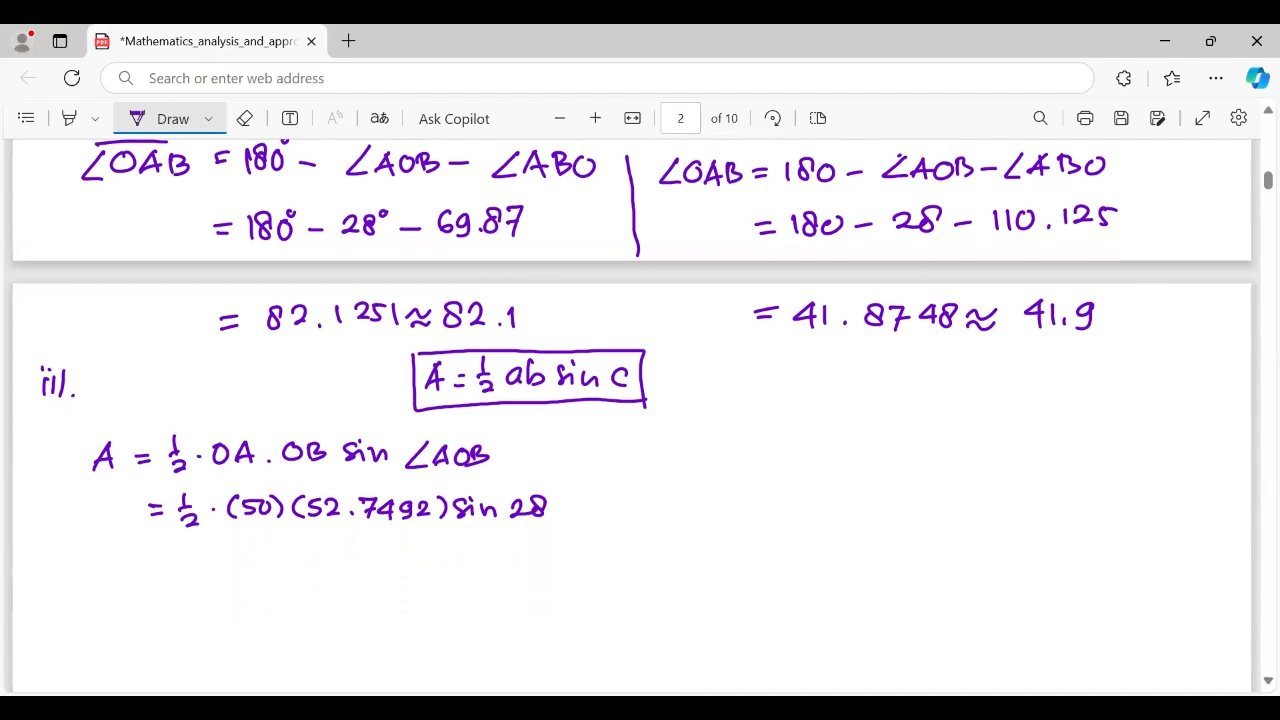 *Mathematics_analysis_and_appr
Search or enter web address
Draw
Ask Copilot
2 of 10
∠OAB = 180° - ∠AOB - ∠ABO
= 180° - 28° - 69.87
∠OAB = 180 - ∠AOB - ∠ABO
= 180 - 28 - 110.125
= 82.1251 ≈ 82.1
= 41.8748 ≈ 41.9
iii.
A = 1/2 ab sin C
A = 1/2 · OA . OB sin ∠AOB
= 1/2 · (50)(52.7492) sin 28